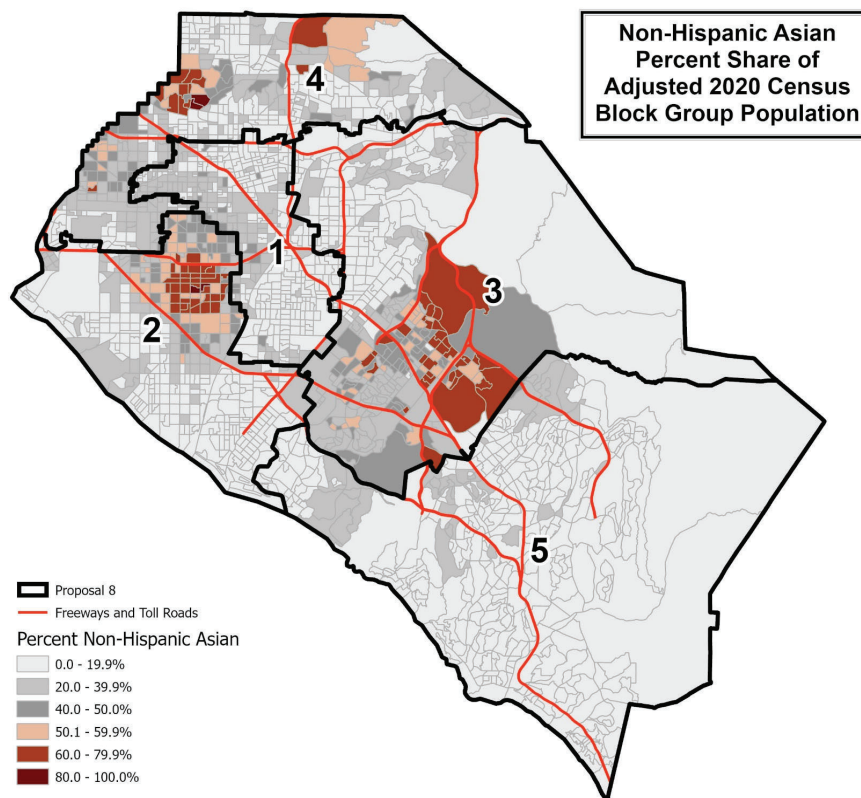 Non-Hispanic Asian
Percent Share of
Adjusted 2020 Census
Block Group Population
4
1
3
2
5
Proposal 8
Freeways and Toll Roads
Percent Non-Hispanic Asian
0.0 - 19.9%
20.0 - 39.9%
40.0 - 50.0%
50.1 - 59.9%
60.0 - 79.9%
80.0 - 100.0%